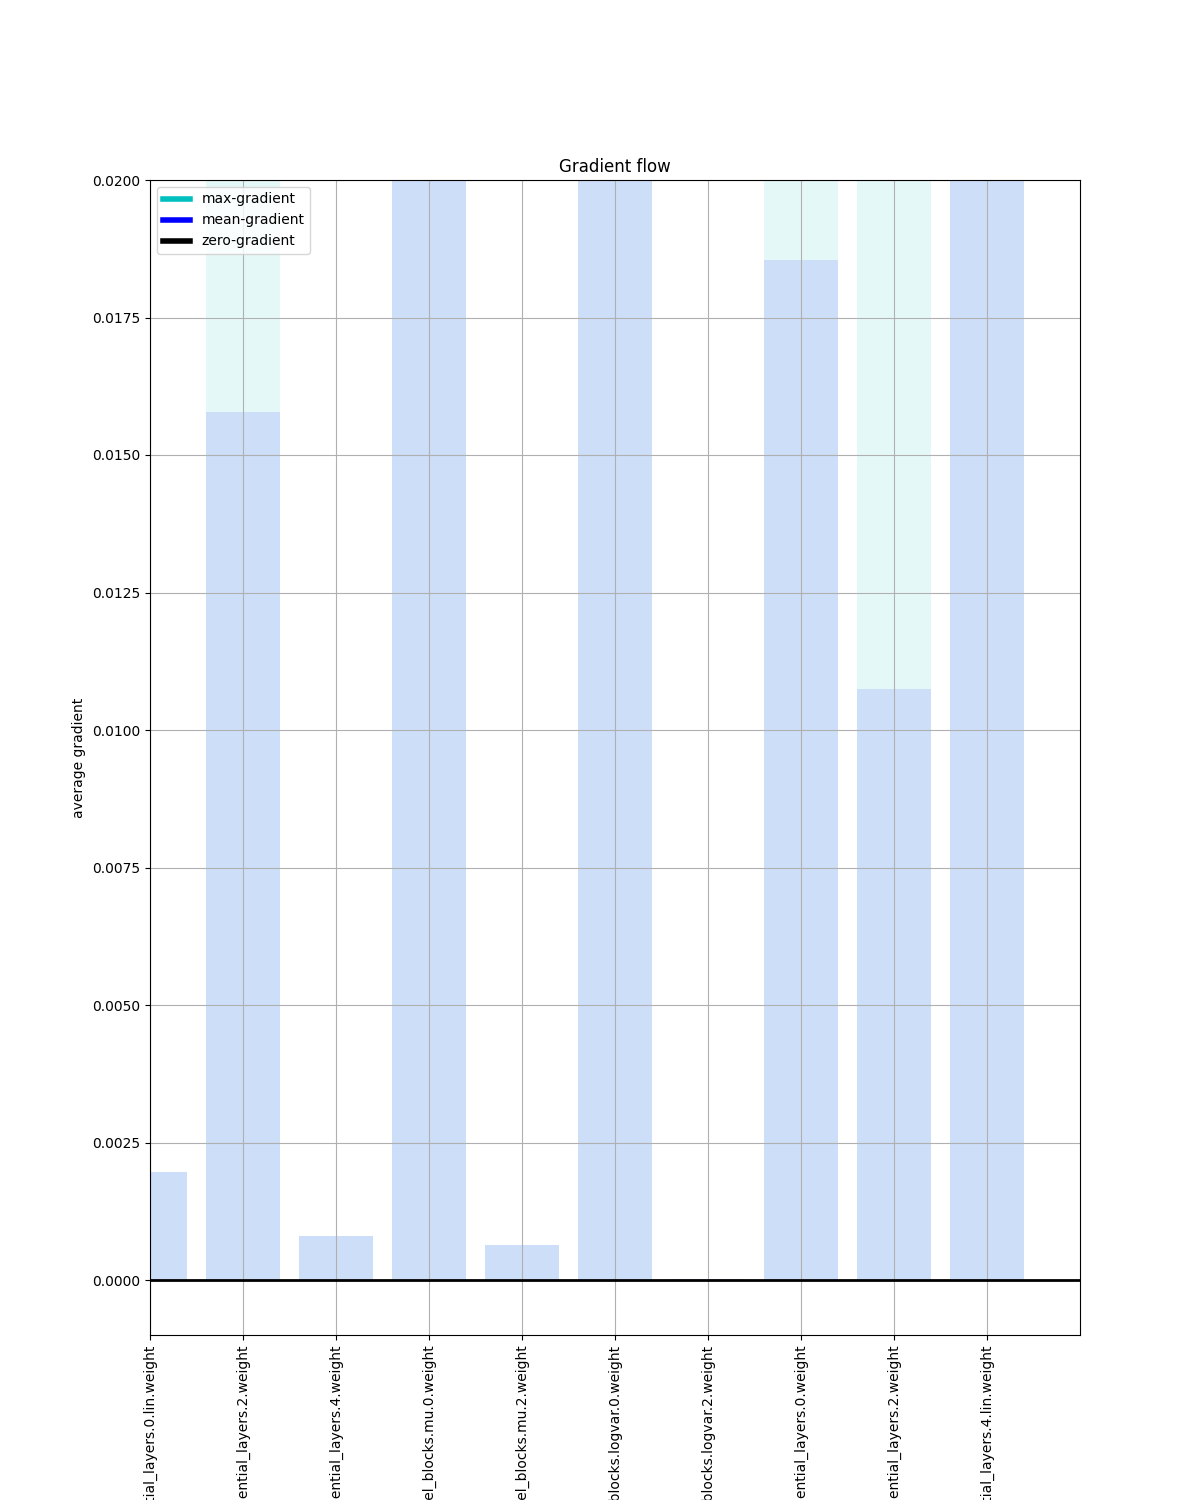 Gradient flow
max-gradient
mean-gradient
zero-gradient
0.0200
0.0175
0.0150
0.0125
0.0100
0.0075
0.0050
0.0025
0.0000
average gradient
tial_layers.0.lin.weight
ential_layers.2.weight
ential_layers.4.weight
el_blocks.mu.0.weight
el_blocks.mu.2.weight
blocks.logvar.0.weight
blocks.logvar.2.weight
ential_layers.0.weight
ential_layers.2.weight
tial_layers.4.lin.weight